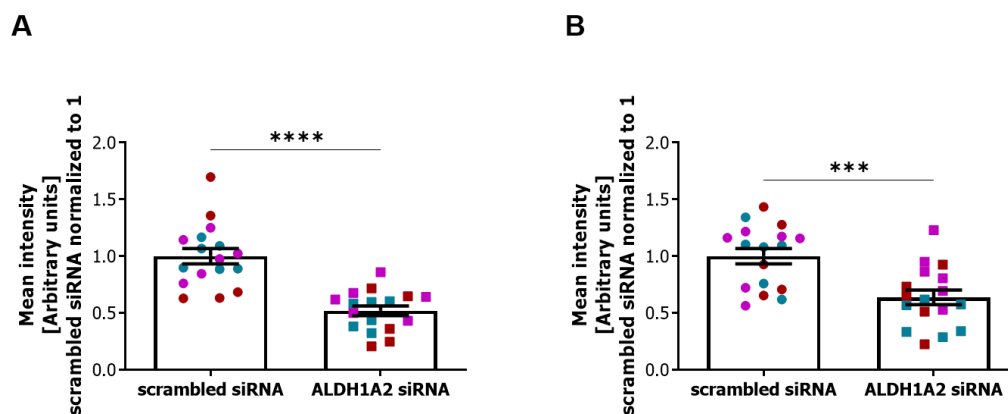 A
Mean intensity
[Arbitrary units]
scrambled siRNA normalized to 1
2.0
1.5
1.0
0.5
0.0
****
scrambled siRNA
ALDH1A2 siRNA
B
Mean intensity
[Arbitrary units]
scrambled siRNA normalized to 1
2.0
1.5
1.0
0.5
0.0
***
scrambled siRNA
ALDH1A2 siRNA